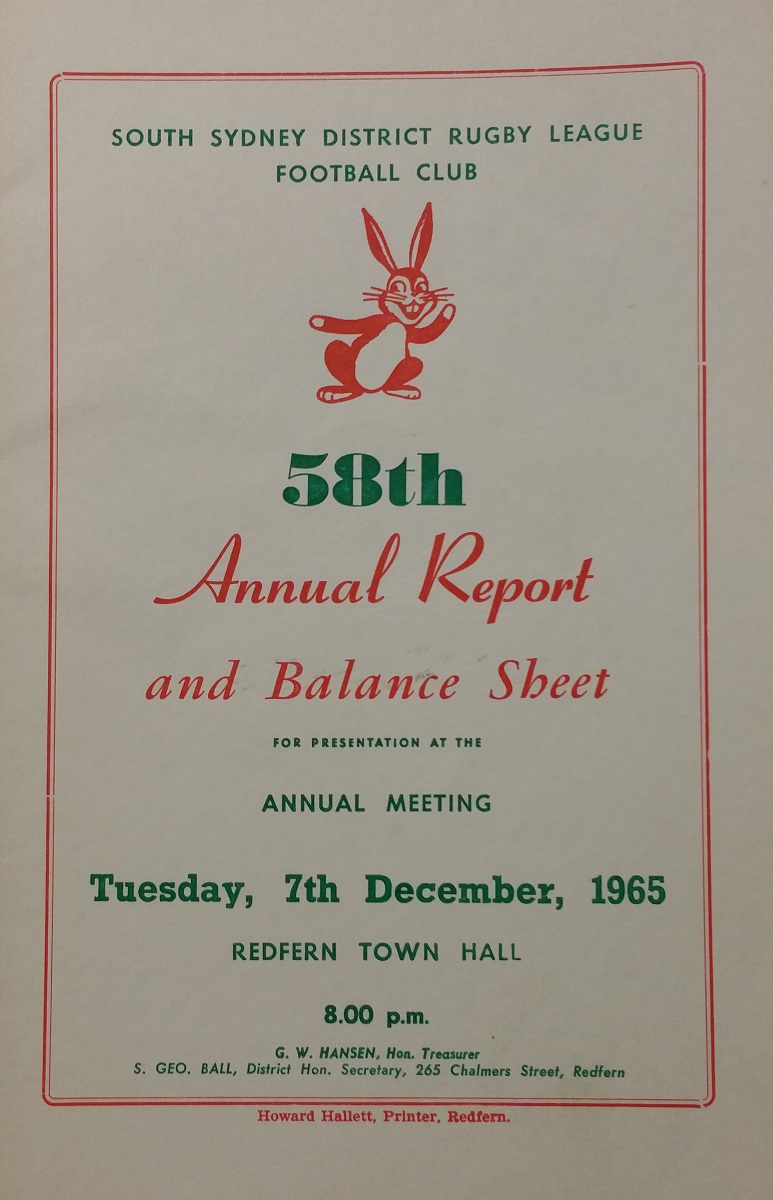 SOUTH SYDNEY DISTRICT RUGBY LEAGUE
FOOTBALL CLUB
58th
Annual Report
and Balance Sheet
FOR PRESENTATION AT THE
ANNUAL MEETING
Tuesday, 7th December, 1965
REDFERN TOWN HALL
8.00 p.m.
G. W. HANSEN, Hon. Treasurer
S. GEO. BALL, District Hon. Secretary, 265 Chalmers Street, Redfern
Howard Hallett, Printer, Redfern.